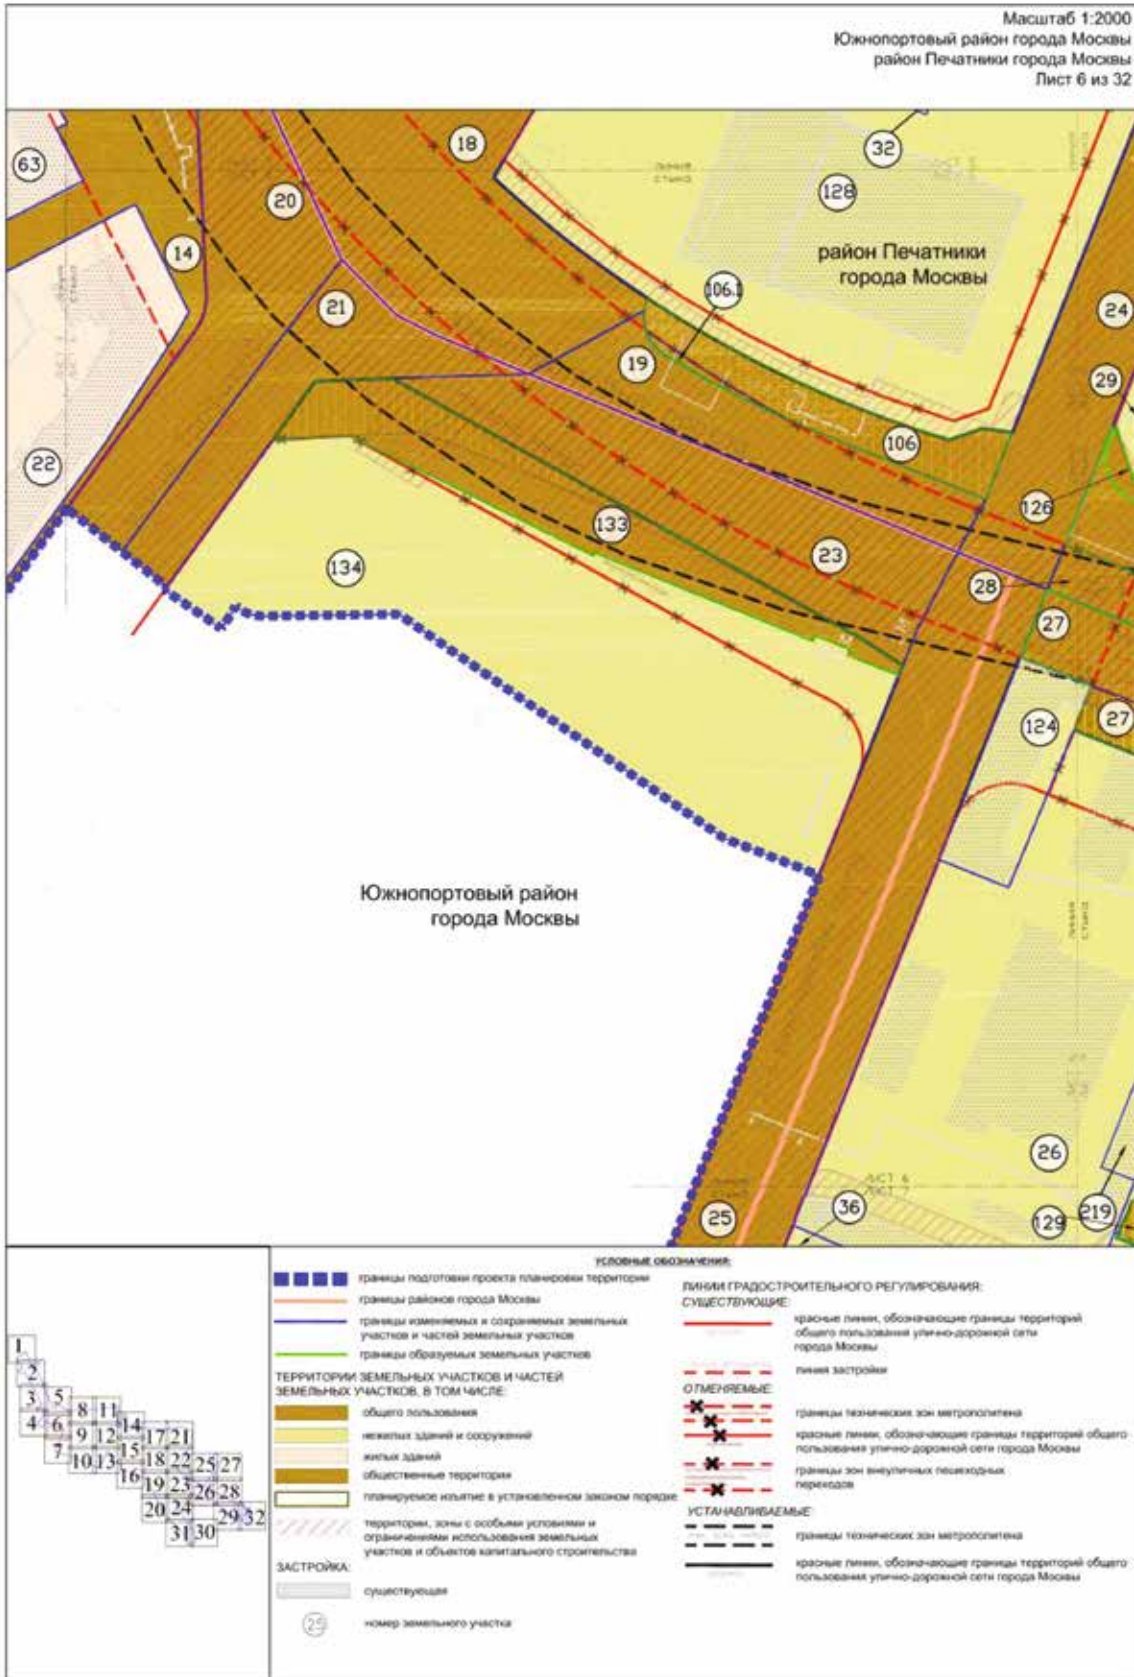 Масштаб 1:2000
Южнопортовый район города Москвы
район Печатники города Москвы
Лист 6 из 32
63
18
32
128
20
14
район Печатники
города Москвы
106.1
21
24
19
29
22
106
126
133
23
134
28
27
124
27
Южнопортовый район
города Москвы
26
36
219
25
129
УСЛОВНЫЕ ОБОЗНАЧЕНИЯ:
границы подготовки проекта планировки территории
границы районов города Москвы
границы изменяемых и сохраняемых земельных
участков и частей земельных участков
границы образуемых земельных участков
ТЕРРИТОРИИ ЗЕМЕЛЬНЫХ УЧАСТКОВ И ЧАСТЕЙ
ЗЕМЕЛЬНЫХ УЧАСТКОВ, В ТОМ ЧИСЛЕ:
общего пользования
нежилых зданий и сооружений
жилых зданий
общественные территории
планируемое изъятие в установленном законом порядке
территории, зоны с особыми условиями и
ограничениями использования земельных
участков и объектов капитального строительства
ЗАСТРОЙКА:
существующая
25
номер земельного участка
ЛИНИИ ГРАДОСТРОИТЕЛЬНОГО РЕГУЛИРОВАНИЯ:
СУЩЕСТВУЮЩИЕ:
красные линии, обозначающие границы территорий
общего пользования улично-дорожной сети
города Москвы
линия застройки
ОТМЕНЯЕМЫЕ:
границы технических зон метрополитена
красные линии, обозначающие границы территорий общего
пользования улично-дорожной сети города Москвы
границы зон внеуличных пешеходных
переходов
УСТАНАВЛИВАЕМЫЕ:
границы технических зон метрополитена
красные линии, обозначающие границы территорий общего
пользования улично-дорожной сети города Москвы
1
2
3 5
4 6 8 11
7 9 12 14
10 13 15 17 21
16 18 22 25 27
19 23 26 28
20 24 29 32
31 30